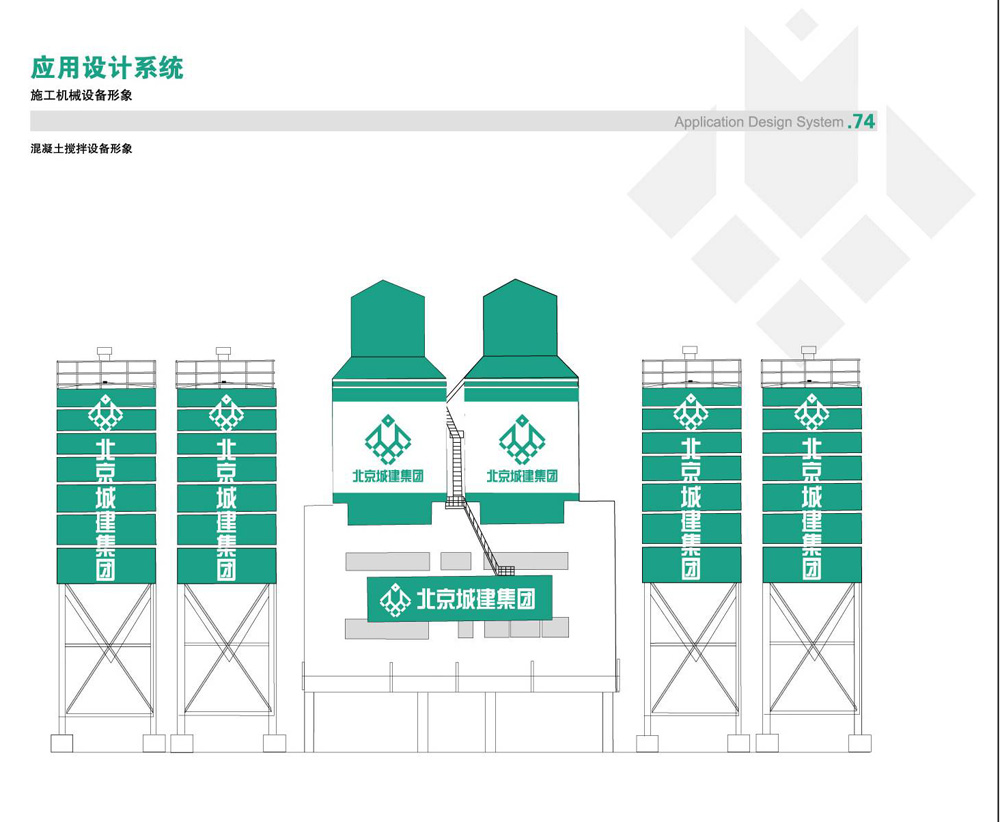 应用设计系统
施工机械设备形象
Application Design System .74
混凝土搅拌设备形象
北京城建集团
北京城建集团
北京城建集团
北京城建集团
北京城建集团
北京城建集团
北京城建集团